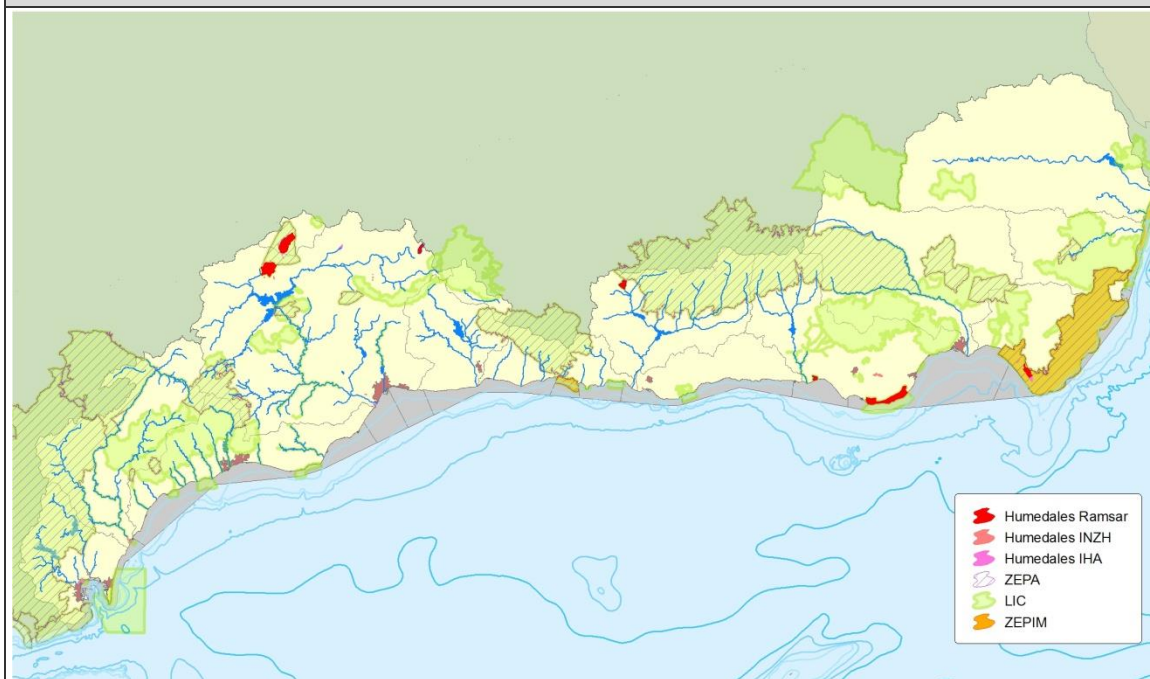 Humedales Ramsar
Humedales INZH
Humedales IHA
ZEPA
LIC
ZEPIM